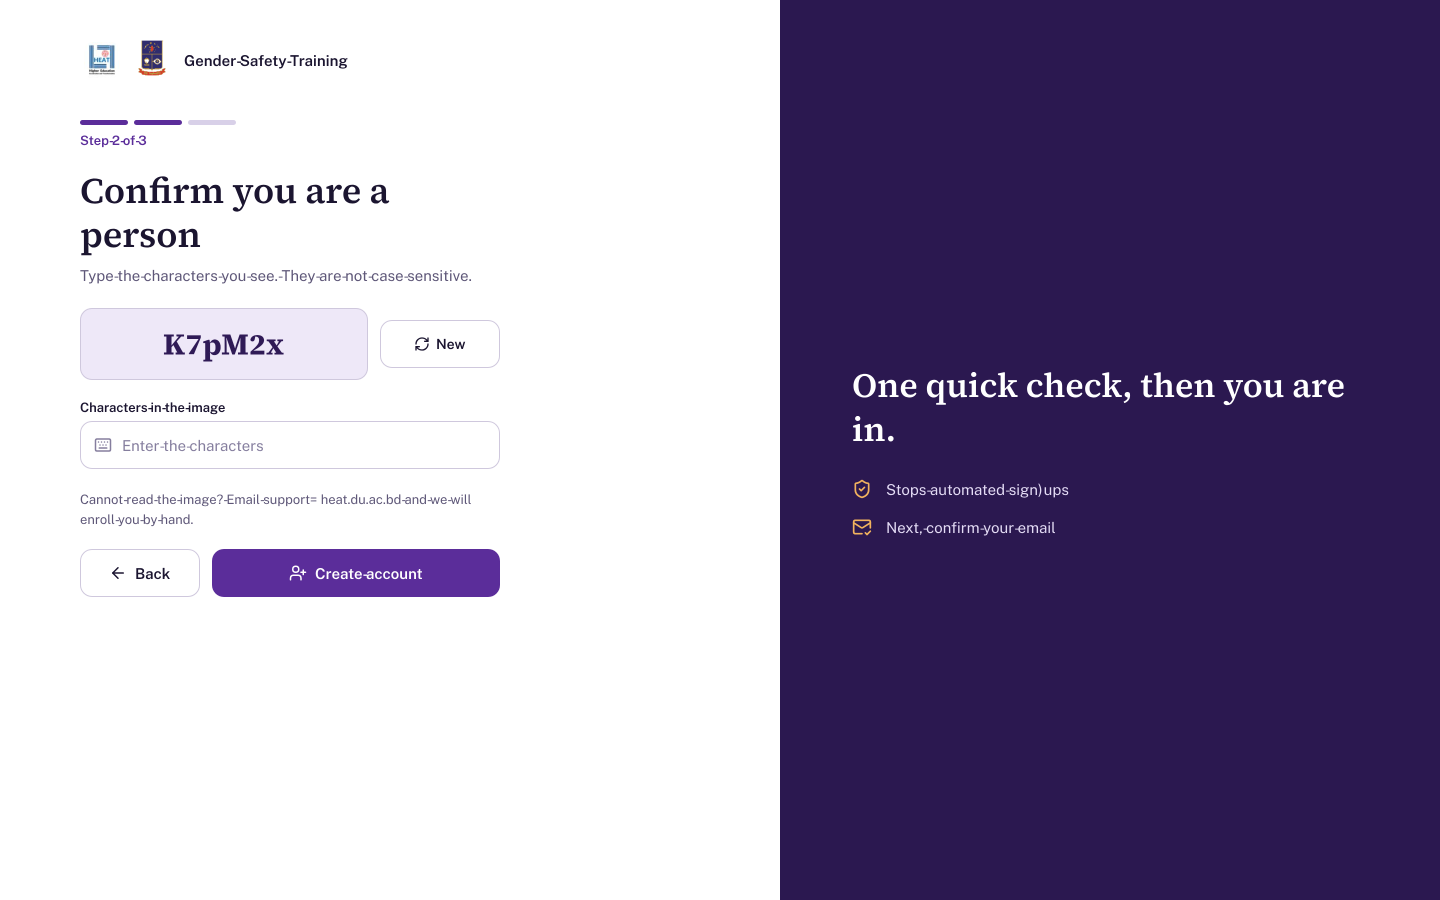 HEAT
Gender-Safety-Training
Step-2-of-3
Confirm you are a
person
Type-the-characters-you-see.-They-are-not-case-sensitive.
K7pM2x
New
Characters-in-the-image
Enter-the-characters
Cannot-read-the-image?-Email-support= heat.du.ac.bd-and-we-will
enroll-you-by-hand.
Back
Create-account
One quick check, then you are
in.
Stops-automated-sign)ups
Next,-confirm-your-email